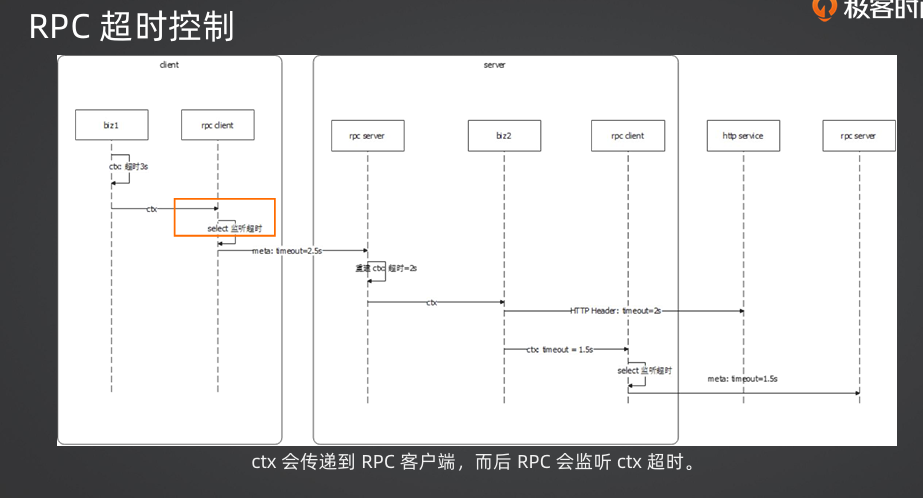 RPC 超时控制
极客时
client
server
biz1
rpc client
rpc server
biz2
rpc client
http service
rpc server
ctx: 超时3s
ctx
select 监听超时
meta: timeout=2.5s
重建 ctx: 超时=2s
ctx
HTTP Header: timeout=2s
ctx: timeout = 1.5s
select 监听超时
meta: timeout=1.5s
ctx 会传递到 RPC 客户端，而后 RPC 会监听 ctx 超时。